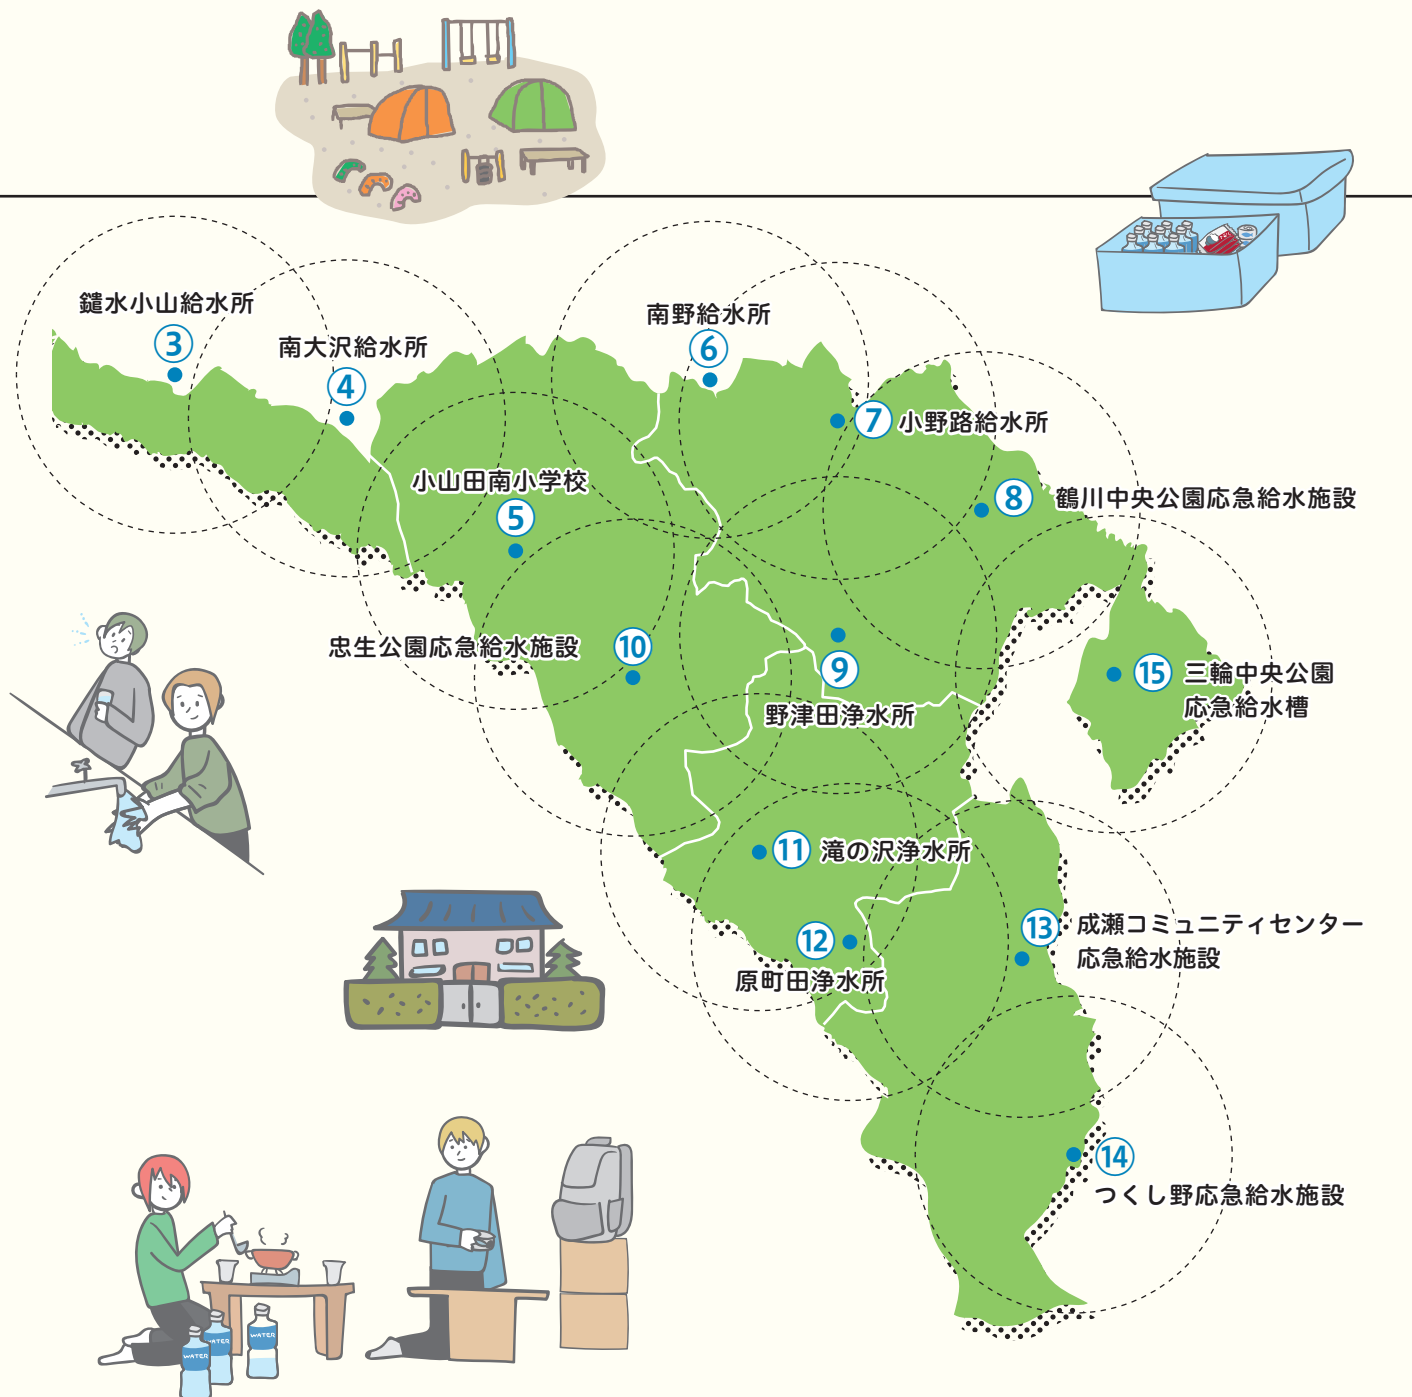 鑓水小山給水所
③
南大沢給水所
④
南野給水所
⑥
⑦ 小野路給水所
小山田南小学校
⑤
⑧ 鶴川中央公園応急給水施設
忠生公園応急給水施設 ⑩
⑨
野津田浄水所
⑮ 三輪中央公園
応急給水槽
⑪ 滝の沢浄水所
⑫
原町田浄水所
⑬ 成瀬コミュニティセンター
応急給水施設
⑭
つくし野応急給水施設
WATER
WATER
WATER